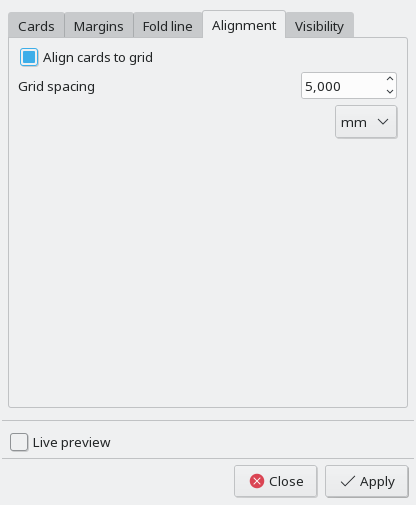 Cards Margins Fold line Alignment Visibility
Align cards to grid
Grid spacing 5,000
mm
Live preview
Close Apply